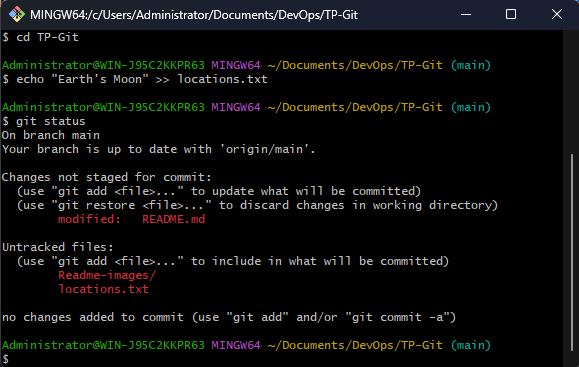 MINGW64:/c/Users/Administrator/Documents/DevOps/TP-Git
$ cd TP-Git
Administrator@WIN-J95C2KKPR63 MINGW64 ~/Documents/DevOps/TP-Git (main)
$ echo "Earth's Moon" >> locations.txt
Administrator@WIN-J95C2KKPR63 MINGW64 ~/Documents/DevOps/TP-Git (main)
$ git status
On branch main
Your branch is up to date with 'origin/main'.
Changes not staged for commit:
  (use "git add <file>..." to update what will be committed)
  (use "git restore <file>..." to discard changes in working directory)
        modified:   README.md
Untracked files:
  (use "git add <file>..." to include in what will be committed)
        Readme-images/
        locations.txt
no changes added to commit (use "git add" and/or "git commit -a")
Administrator@WIN-J95C2KKPR63 MINGW64 ~/Documents/DevOps/TP-Git (main)
$